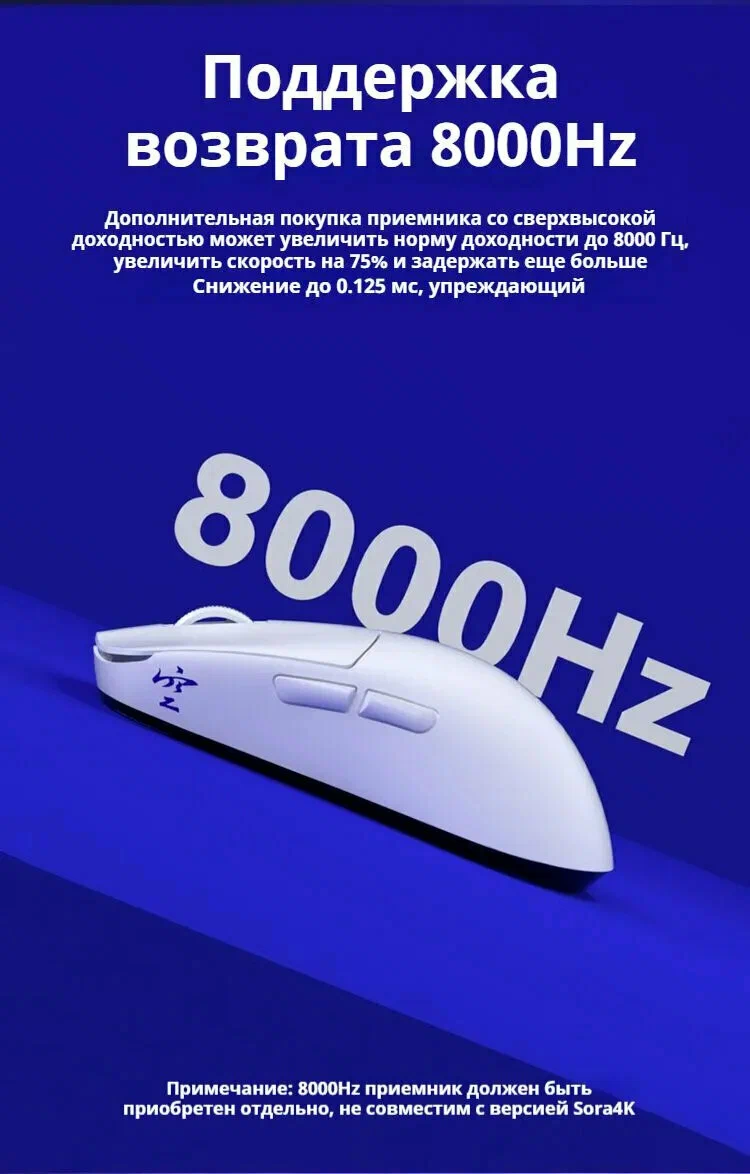 Поддержка
возврата 8000Hz
Дополнительная покупка приемника со сверхвысокой
доходностью может увеличить норму доходности до 8000 Гц,
увеличить скорость на 75% и задержать еще больше
Снижение до 0.125 мс, упреждающий
8000Hz
空
Примечание: 8000Hz приемник должен быть
приобретен отдельно, не совместим с версией Sora4K